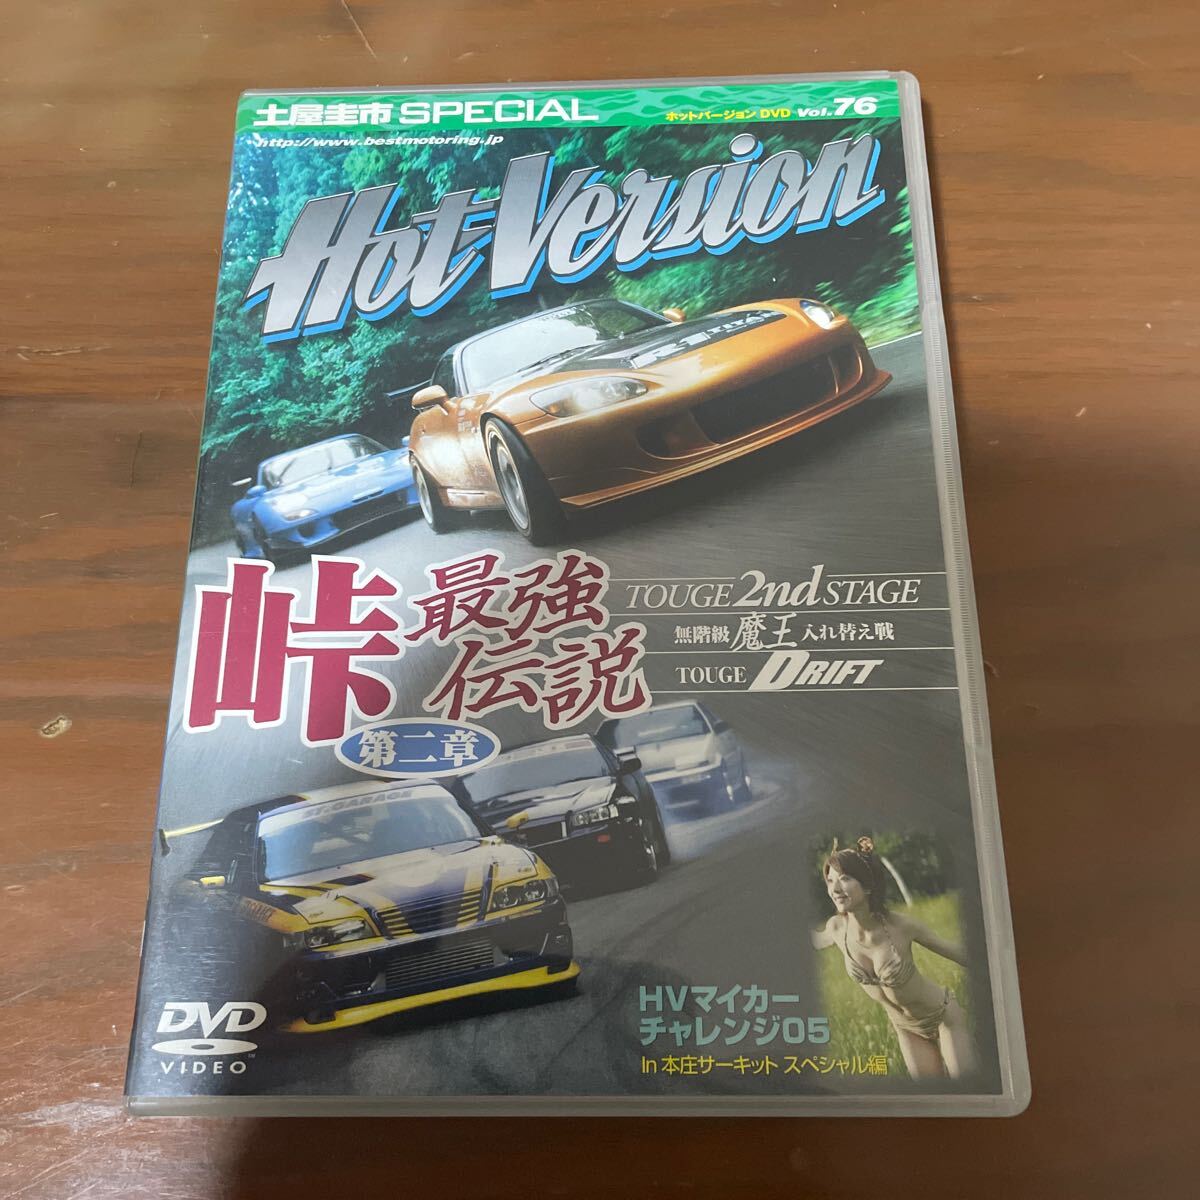 土屋圭市 SPECIAL
ホットバージョン DVD Vol.76
http://www.bestmotoring.jp
Hot Version
R1 TITAN
峠 最強
伝説
第二章
TOUGE 2nd STAGE
無階級 魔王 入れ替え戦
TOUGE DRIFT
HVマイカー
チャレンジ05
In 本庄サーキット スペシャル編
DVD
VIDEO